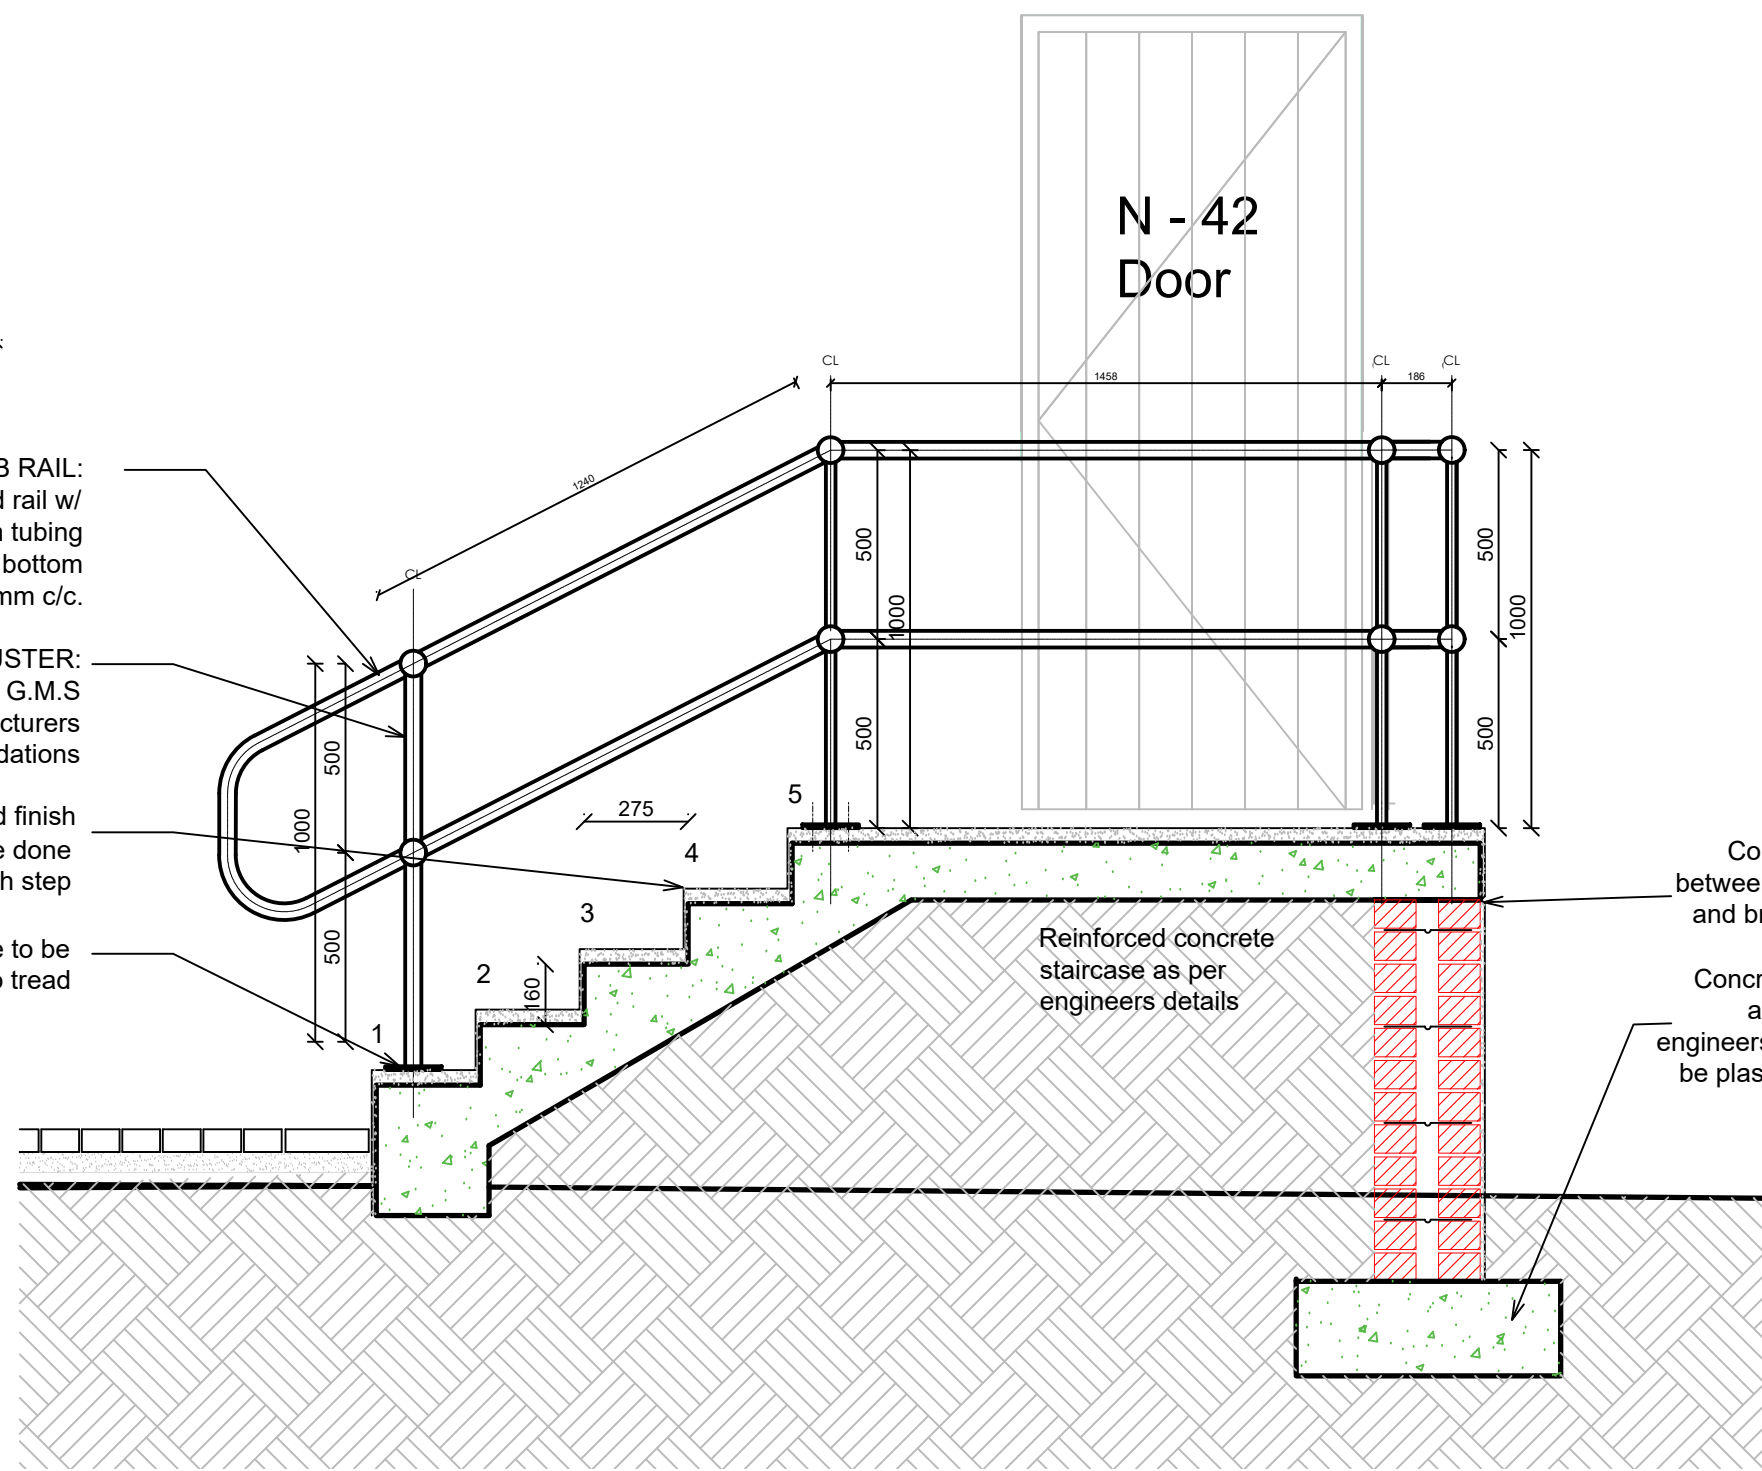 N - 42
Door
CL
CL
CL
1458
186
1240
CL
B RAIL:
d rail w/
tubing
bottom
mm c/c.
USTER:
G.M.S
cturers
dations
d finish
e done
h step
e to be
o tread
500
1000
500
500
1000
500
500
1000
500
275
160
1
2
3
4
5
Reinforced concrete
staircase as per
engineers details
Co
betwee
and br
Concr
a
engineers
be plas